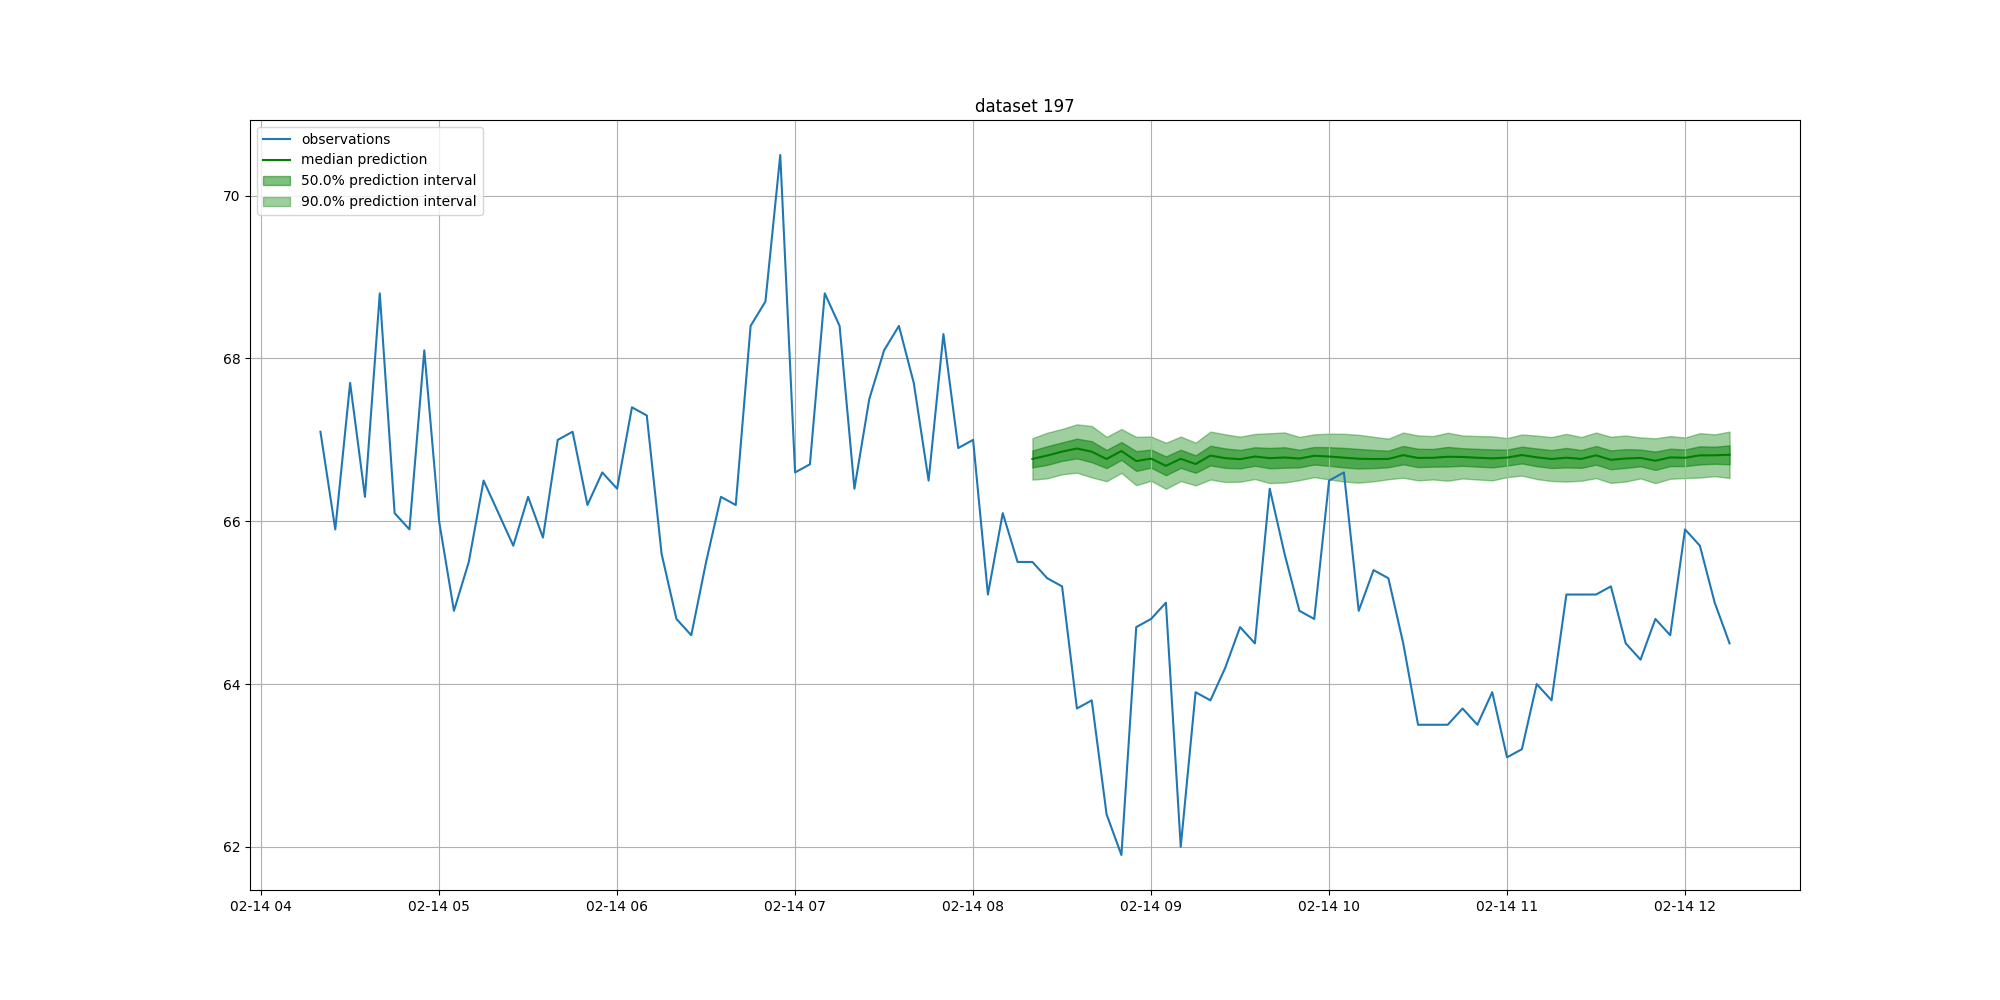 dataset 197
observations
median prediction
50.0% prediction interval
90.0% prediction interval
70
68
66
64
62
02-14 04
02-14 05
02-14 06
02-14 07
02-14 08
02-14 09
02-14 10
02-14 11
02-14 12